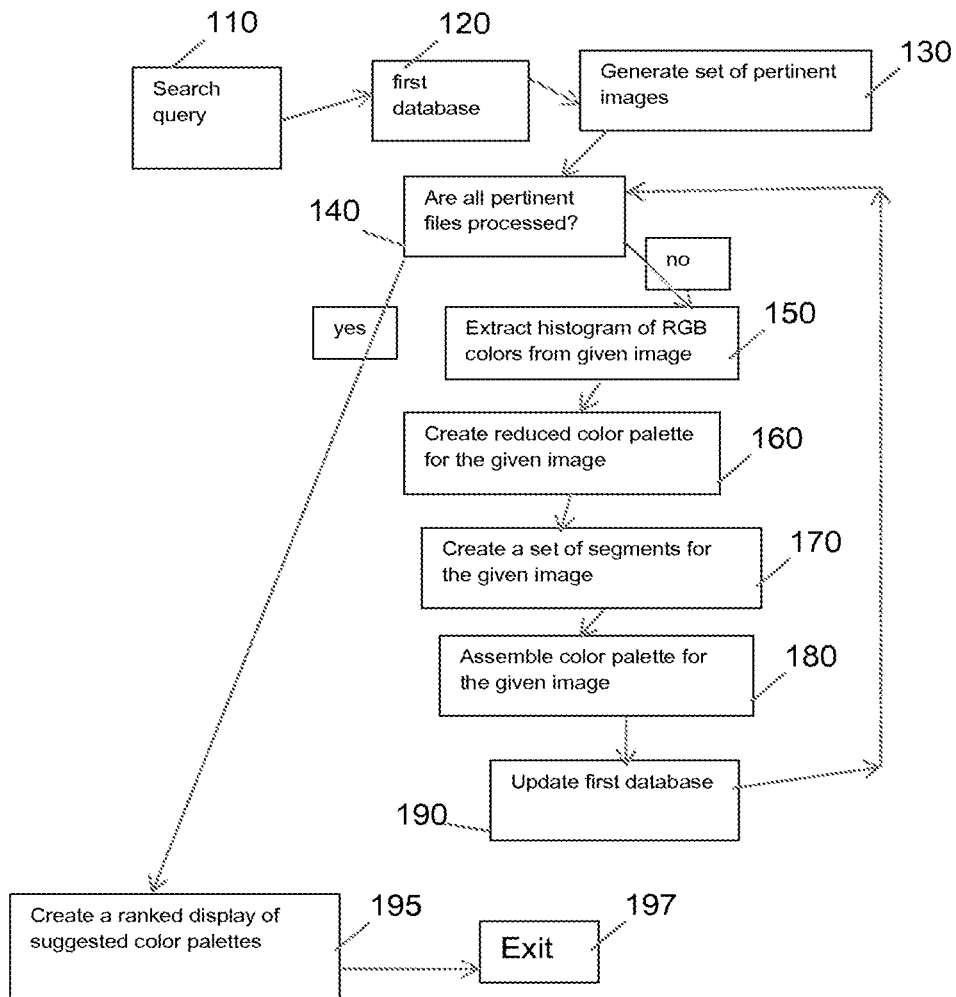 110
Search
query
120
first
database
130
Generate set of pertinent
images
140
Are all pertinent
files processed?
no
yes
150
Extract histogram of RGB
colors from given image
160
Create reduced color palette
for the given image
170
Create a set of segments for
the given image
180
Assemble color palette for
the given image
190
Update first database
195
Create a ranked display of
suggested color palettes
197
Exit